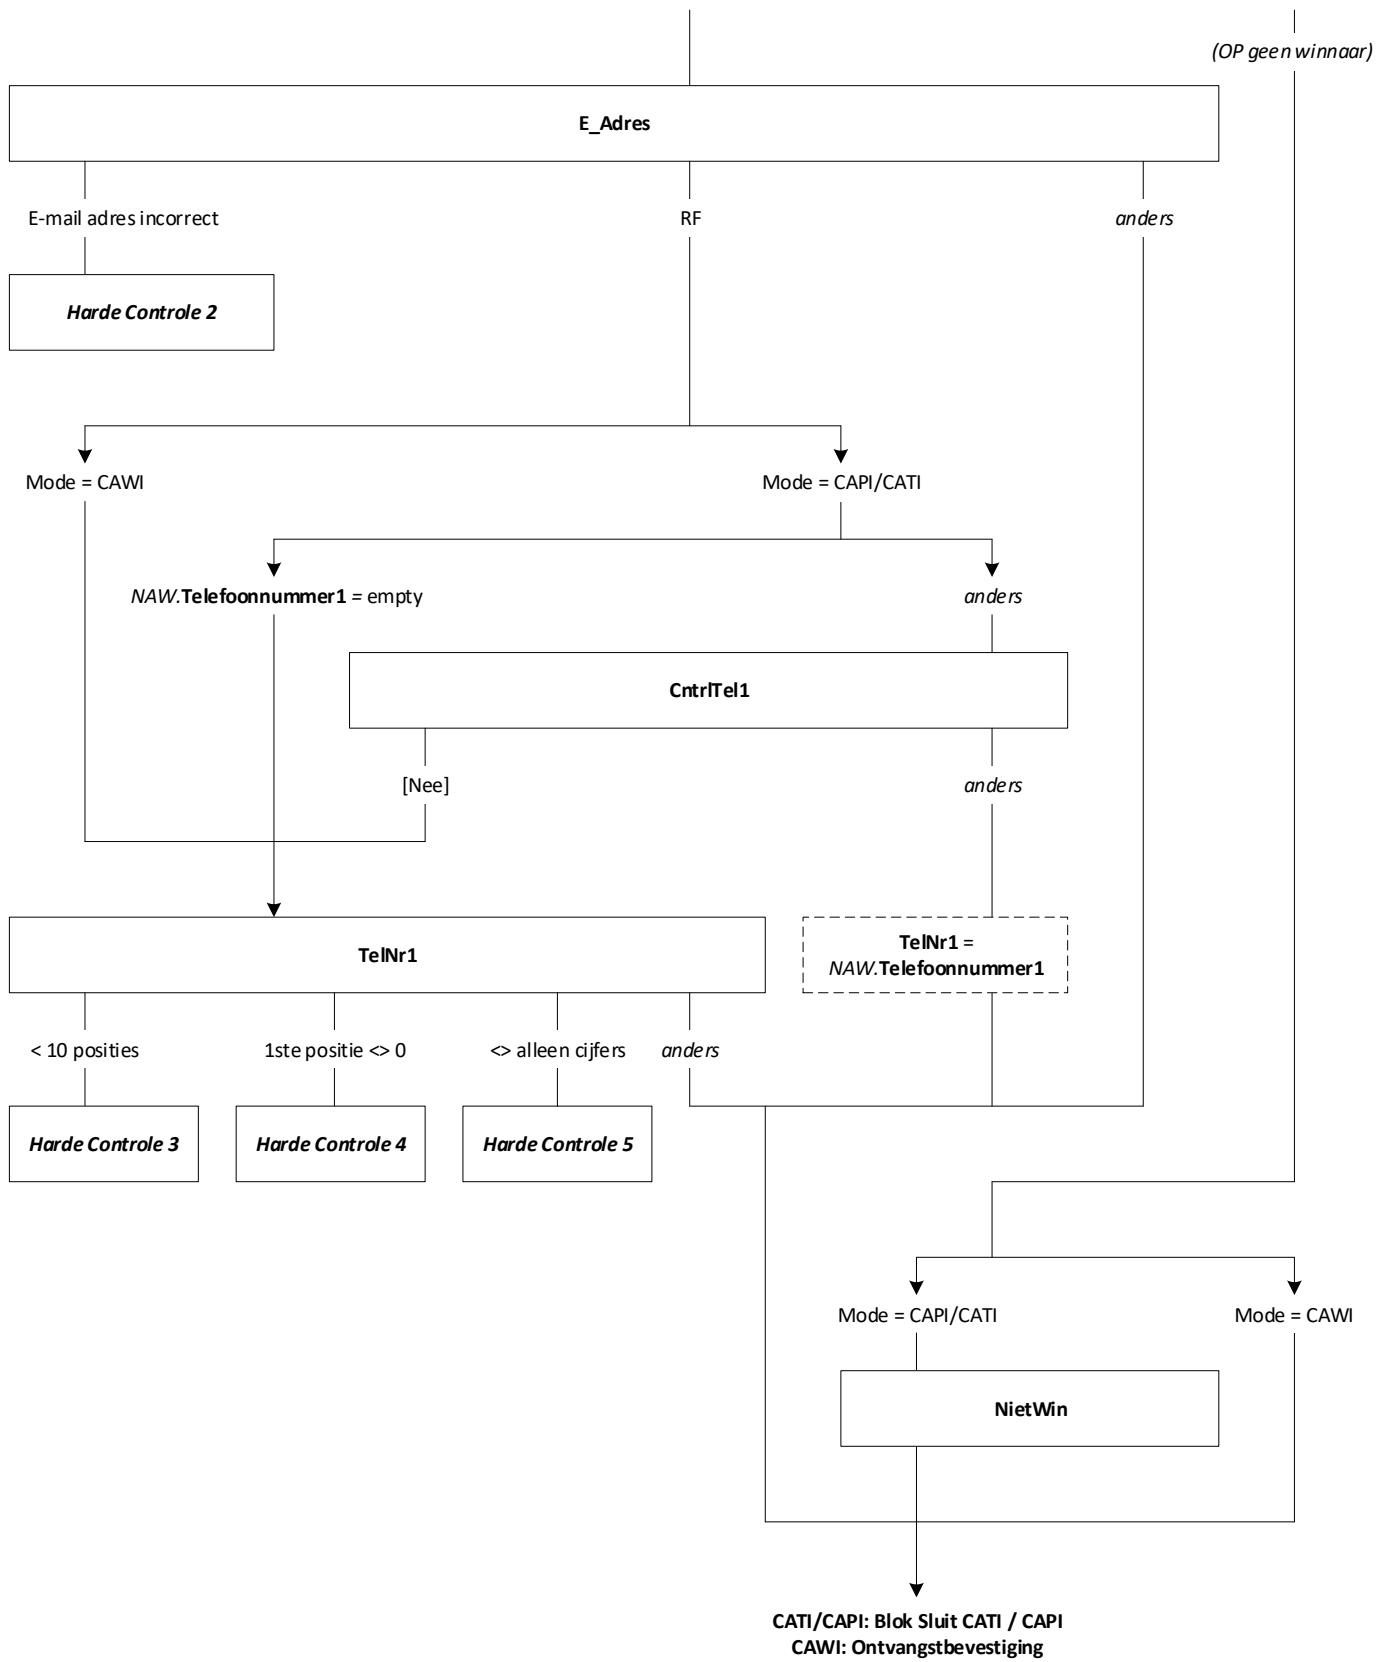 (OP geen winnaar)
E_Adres
E-mail adres incorrect
RF
anders
Harde Controle 2
Mode = CAWI
Mode = CAPI/CATI
NAW.Telefoonnummer1 = empty
anders
CntrlTel1
[Nee]
anders
TelNr1
TelNr1 =
NAW.Telefoonnummer1
< 10 posities
1ste positie <> 0
<> alleen cijfers
anders
Harde Controle 3
Harde Controle 4
Harde Controle 5
Mode = CAPI/CATI
Mode = CAWI
NietWin
CATI/CAPI: Blok Sluit CATI / CAPI
CAWI: Ontvangstbevestiging